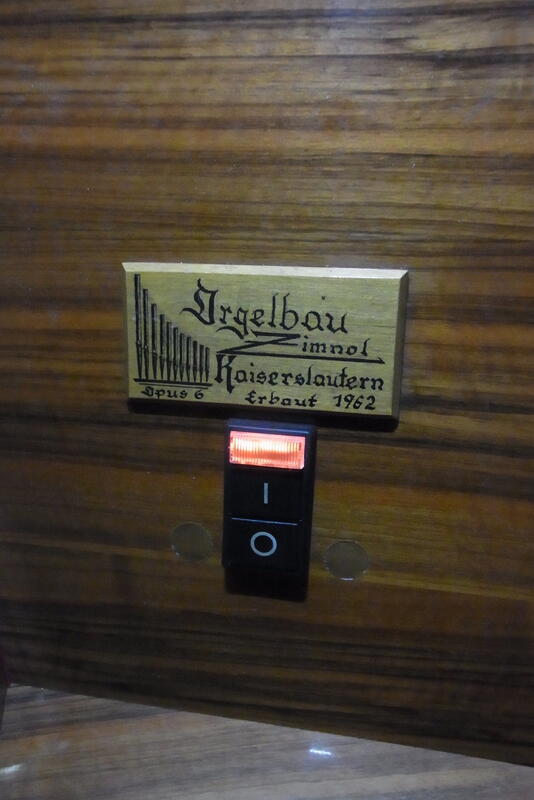 Orgelbau
Zimnol
Kaiserslautern
Opus 6 Erbaut 1962
I
O